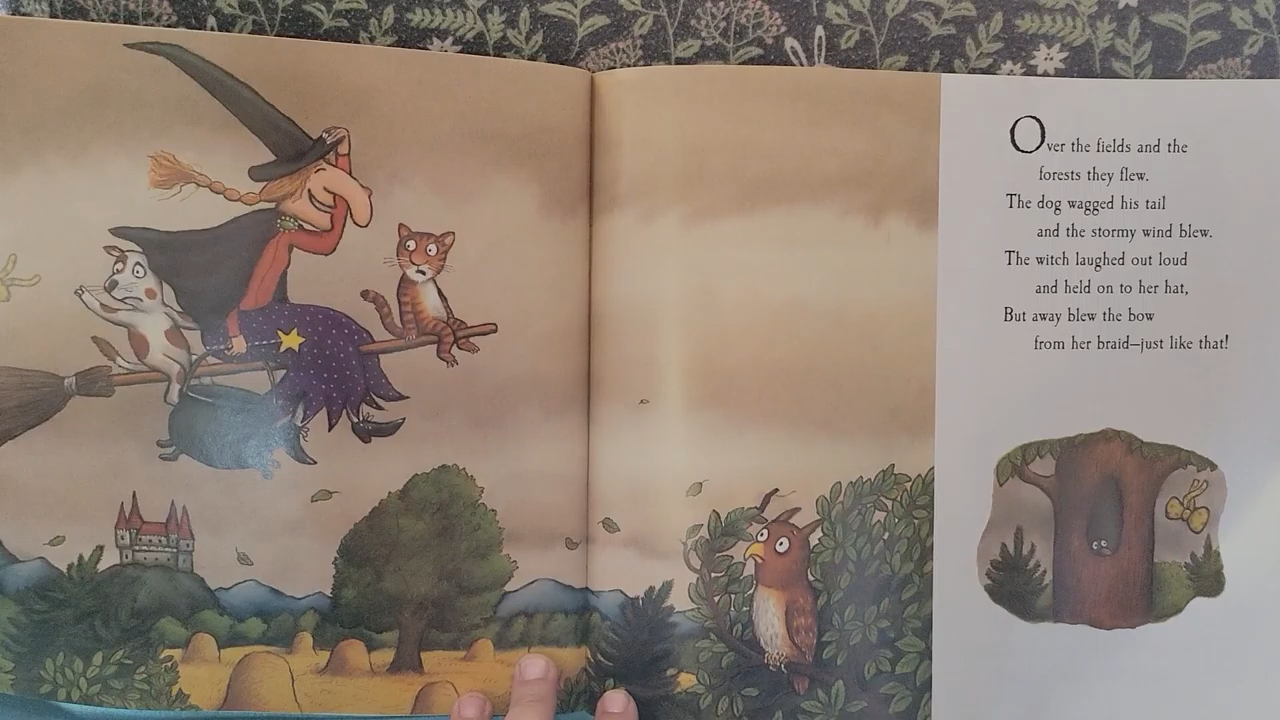 Over the fields and the
forests they flew.
The dog wagged his tail
and the stormy wind blew.
The witch laughed out loud
and held on to her hat,
But away blew the bow
from her braid—just like that!